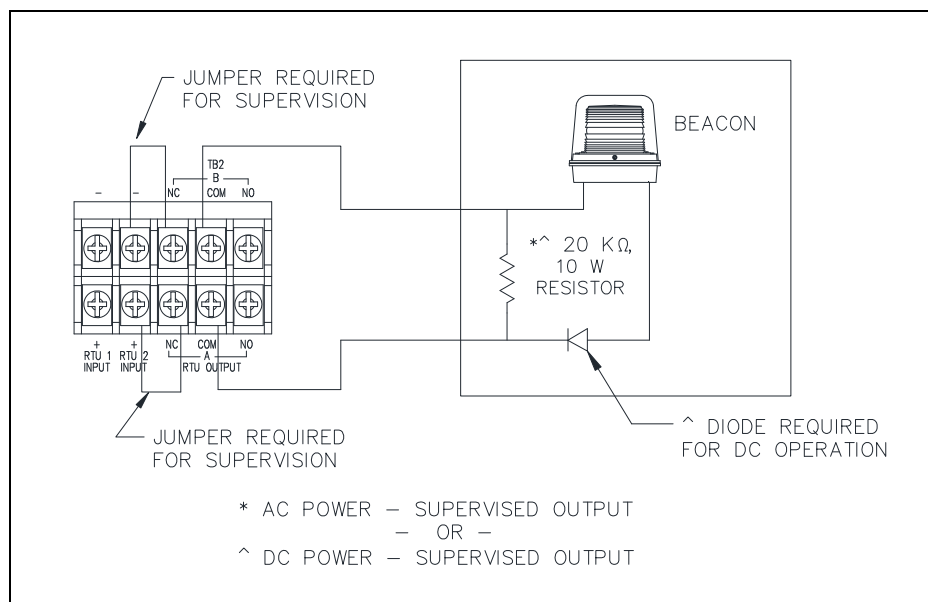 JUMPER REQUIRED
FOR SUPERVISION
BEACON
TB2
B
- - NC COM NO
*^ 20 KΩ,
10 W
RESISTOR
+ + NC COM NO
RTU 1 RTU 2 A
INPUT INPUT RTU OUTPUT
JUMPER REQUIRED
FOR SUPERVISION
^ DIODE REQUIRED
FOR DC OPERATION
* AC POWER – SUPERVISED OUTPUT
– OR –
^ DC POWER – SUPERVISED OUTPUT